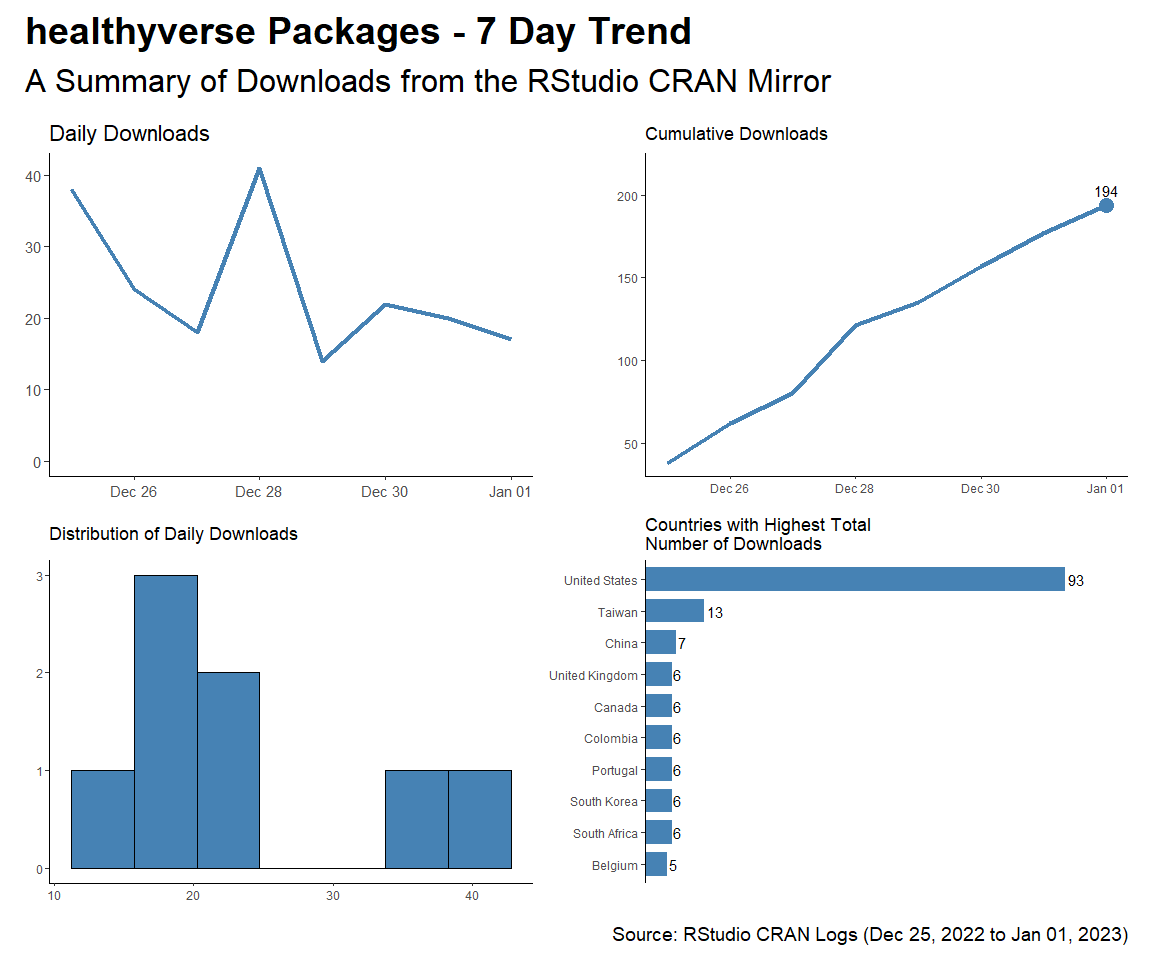 healthyverse Packages - 7 Day Trend
A Summary of Downloads from the RStudio CRAN Mirror
Daily Downloads
40
30
20
10
0
Dec 26
Dec 28
Dec 30
Jan 01
Cumulative Downloads
200
150
100
50
194
Dec 26
Dec 28
Dec 30
Jan 01
Distribution of Daily Downloads
3
2
1
0
10
20
30
40
Countries with Highest Total
Number of Downloads
United States 93
Taiwan 13
China 7
United Kingdom 6
Canada 6
Colombia 6
Portugal 6
South Korea 6
South Africa 6
Belgium 5
Source: RStudio CRAN Logs (Dec 25, 2022 to Jan 01, 2023)